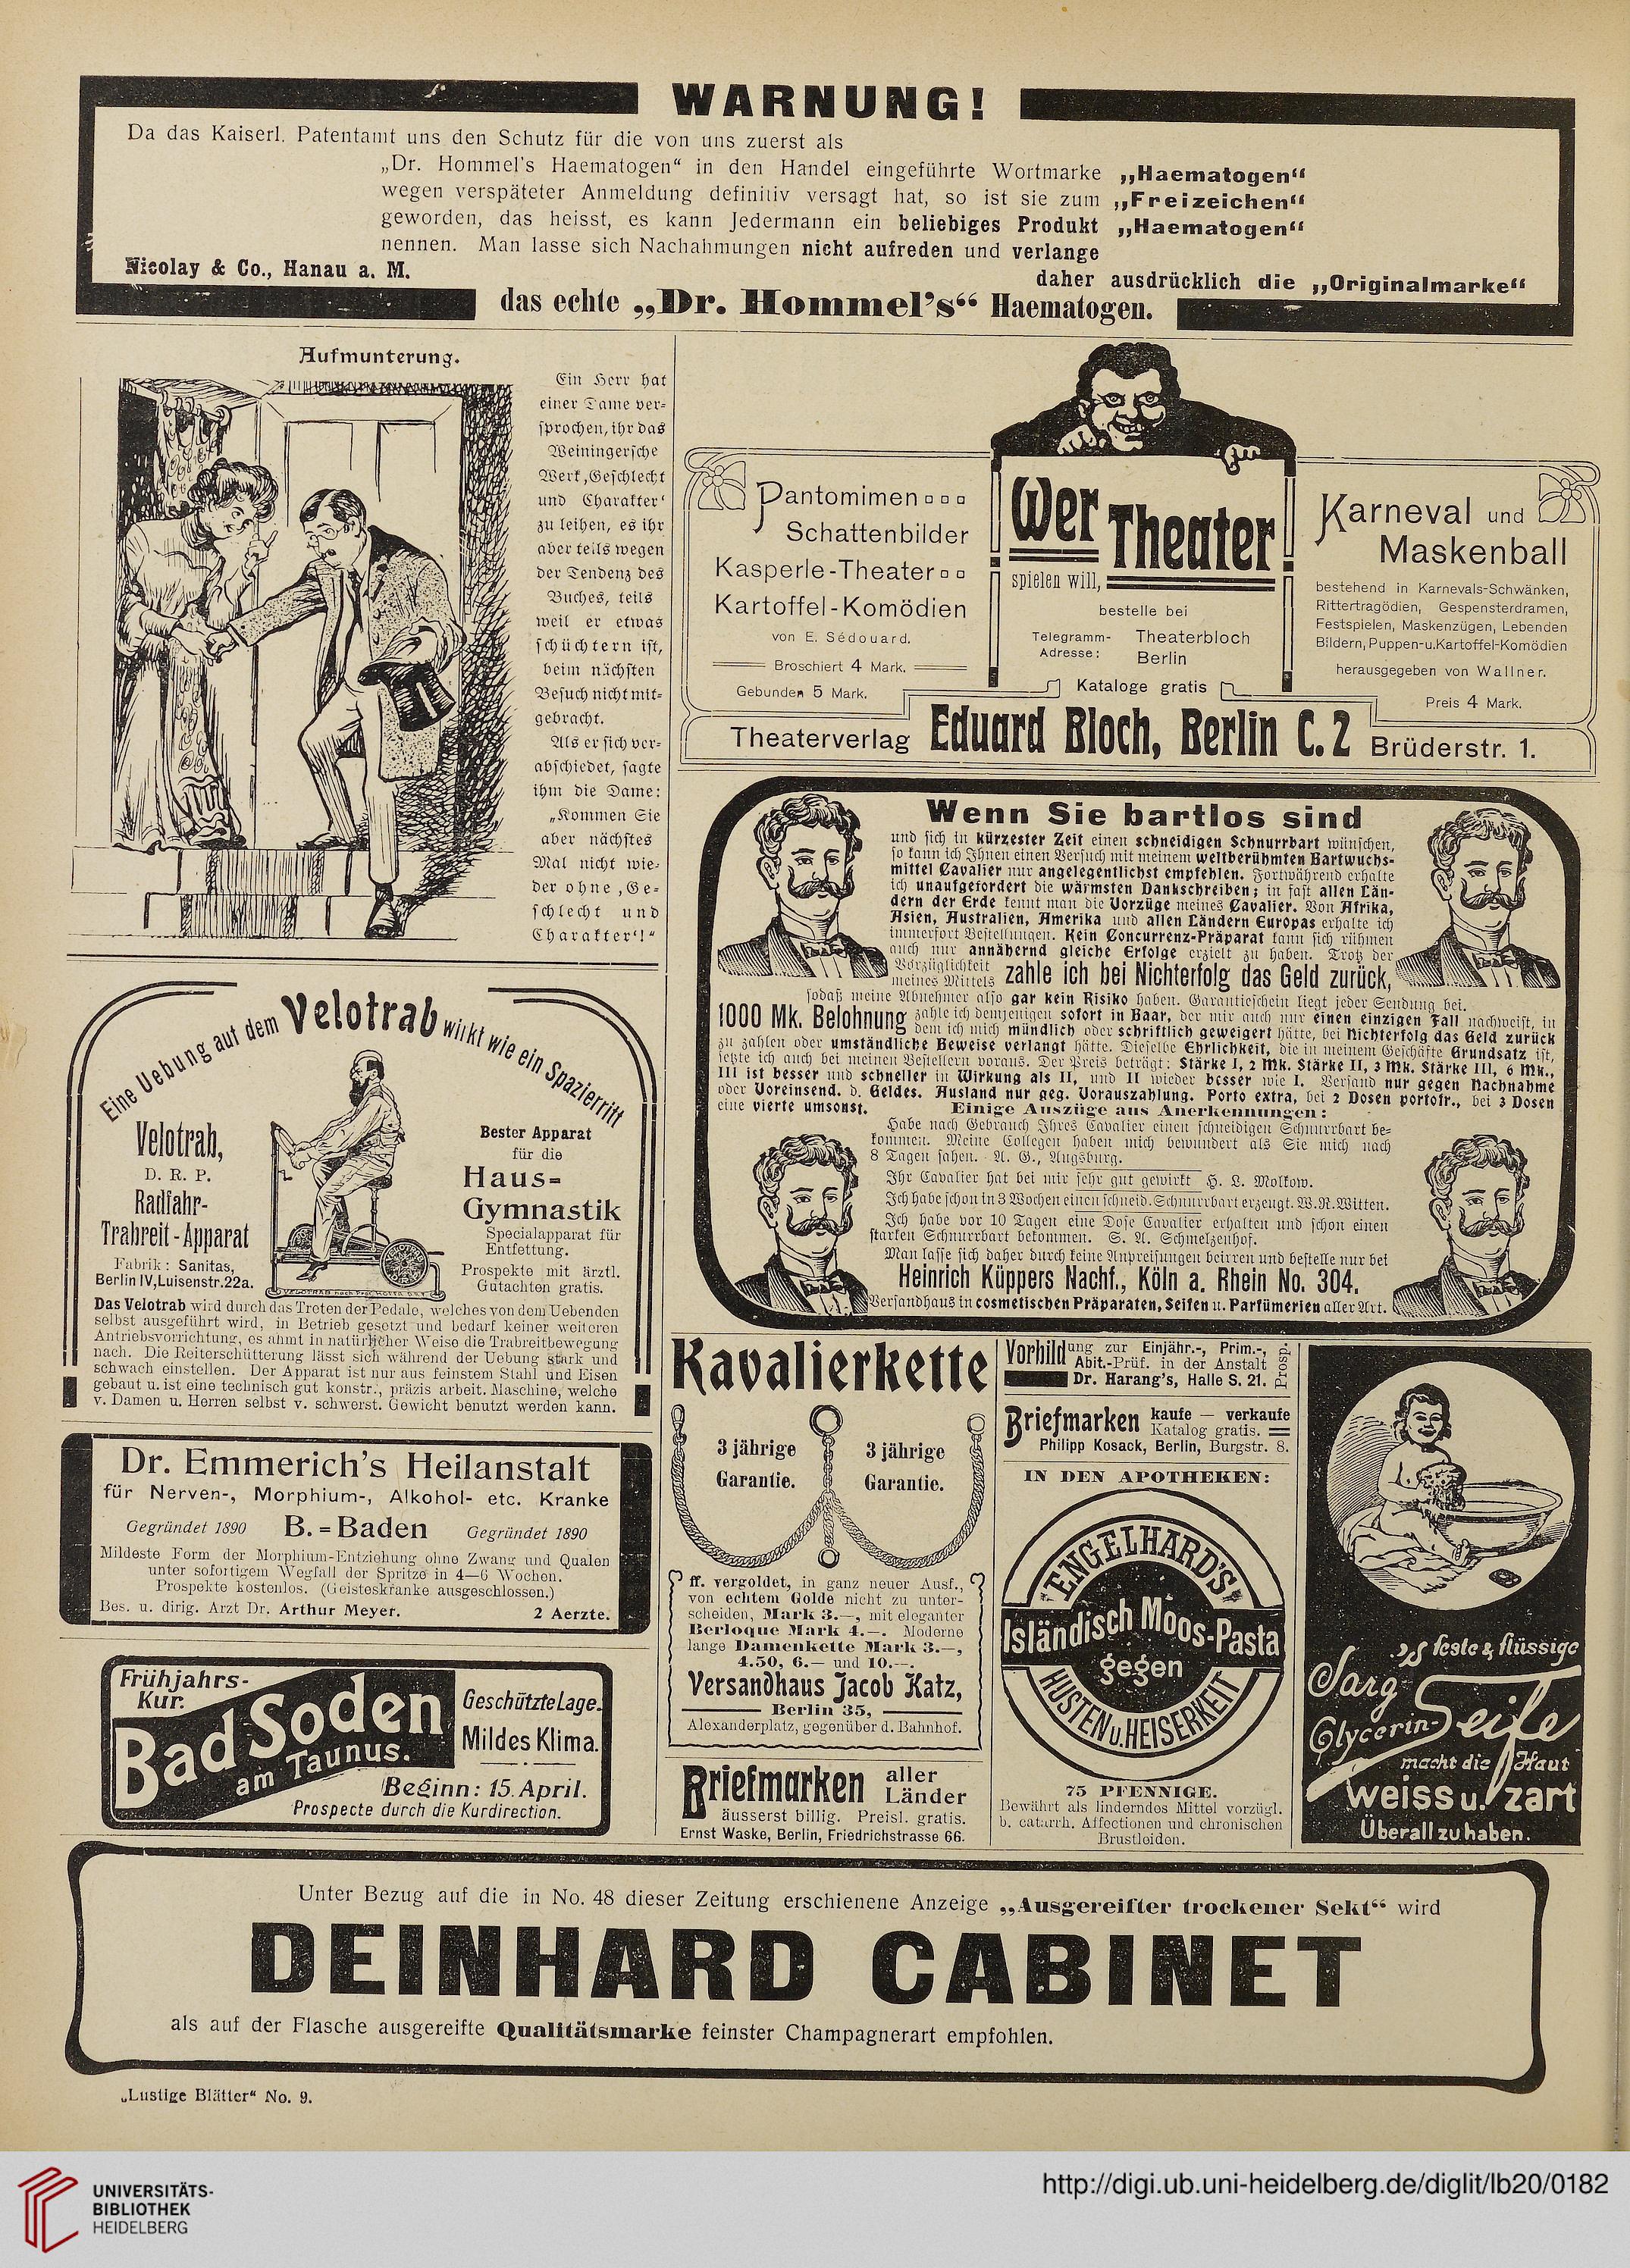 WARNUNG!
Da das Kaiserl. Patentamt uns den Schutz für die von uns zuerst als
„Dr. Hommel's Haematogen“ in den Handel eingeführte Wortmarke „Haematogen“
wegen verspäteter Anmeldung definitiv versagt hat, so ist sie zum „Freizeichen“
geworden, das heisst, es kann Jedermann ein beliebiges Produkt „Haematogen“
nennen. Man lasse sich Nachahmungen nicht aufreden und verlange
Nicolay & Co., Hanau a. M.
daher ausdrücklich die „Originalmarke“
das echte „Dr. Hommel's“ Haematogen.
Aufmunterung.
Ein Herr hat
einer Dame ver-
sprochen, ihr das
Weiningersche
Werk ‚Geschlecht
und Charakter‘
zu leihen, es ihr
aber teils wegen
der Tendenz des
Buches, teils
weil er etwas
schüchtern ist,
beim nächsten
Besuch nicht mit-
gebracht.
Als er sich ver-
abschiedet, sagte
ihm die Dame:
„Kommen Sie
aber nächstes
Mal nicht wie-
der ohne ‚Ge-
schlecht und
Charakter‘!“
Pantomimen
Schattenbilder
Kasperle-Theater
Kartoffel-Komödien
von E. Sédouard.
Broschiert 4 Mark.
Gebunden 5 Mark.
Wer Theater
spielen will,
bestelle bei
Telegramm-Adresse: Theaterbloch
Berlin
Kataloge gratis
Karneval und
Maskenball
bestehend in Karnevals-Schwänken,
Rittertragödien, Gespensterdramen,
Festspielen, Maskenzügen, Lebenden
Bildern, Puppen- u. Kartoffel-Komödien
herausgegeben von Wallner.
Preis 4 Mark.
Theaterverlag Eduard Bloch, Berlin C. 2 Brüderstr. 1.
Wenn Sie bartlos sind
und sich in kürzester Zeit einen schneidigen Schnurrbart wünschen,
so kann ich Ihnen einen Versuch mit meinem weltberühmten Bartwuchs-
mittel Cavalier nur angelegentlichst empfehlen. Fortwährend erhalte
ich unaufgefordert die wärmsten Dankschreiben; in fast allen Län-
dern der Erde kennt man die Vorzüge meines Cavalier. Von Afrika,
Asien, Australien, Amerika und allen Ländern Europas erhalte ich
immerfort Bestellungen. Kein Concurrenz-Präparat kann sich rühmen
auch nur annähernd gleiche Erfolge erzielt zu haben. Trotz der
Vorzüglichkeit meines Mittels zahle ich bei Nichterfolg das Geld zurück,
sodaß meine Abnehmer also gar kein Risiko haben. Garantieschein liegt jeder Sendung bei.
1000 Mk. Belohnung zahle ich demjenigen sofort in Baar, der mir auch nur einen einzigen Fall nachweist, in
dem ich mich mündlich oder schriftlich geweigert hätte, bei Nichterfolg das Geld zurück
zu zahlen oder umständliche Beweise verlangt hätte. Dieselbe Ehrlichkeit, die in meinem Geschäfte Grundsatz ist,
setzte ich auch bei meinen Bestellern voraus. Der Preis beträgt: Stärke I, 2 Mk. Stärke II, 3 Mk. Stärke III, 6 Mk.,
III ist besser und schneller in Wirkung als II, und II wieder besser wie I. Versand nur gegen Nachnahme
oder Voreinsend. d. Geldes. Ausland nur geg. Vorauszahlung. Porto extra, bei 2 Dosen portofr., bei 3 Dosen
eine vierte umsonst.
Einige Auszüge aus Anerkennungen:
Habe nach Gebrauch Ihres Cavalier einen schneidigen Schnurrbart be-
kommen. Meine Collegen haben mich bewundert als Sie mich nach
8 Tagen sahen. A. G., Augsburg.
Ihr Cavalier hat bei mir sehr gut gewirkt H. L. Molkow.
Ich habe schon in 3 Wochen einen schneid. Schnurrbart erzeugt. W. R. Witten.
Ich habe vor 10 Tagen eine Dose Cavalier erhalten und schon einen
starken Schnurrbart bekommen. S. A. Schmelzenhof.
Man lasse sich daher durch keine Anpreisungen beirren und bestelle nur bei
Heinrich Küppers Nachf., Köln a. Rhein No. 304.
Versandhaus in cosmetischen Präparaten, Seifen u. Parfümerien aller Art.
Eine Uebung auf dem Velotrab wirkt wie ein Spazierritt
Velotrab,
D. R. P.
Radfahr-
Trabreit-Apparat
Fabrik: Sanitas,
Berlin IV, Luisenstr. 22a.
Bester Apparat
für die
Haus-
Gymnastik
Specialapparat für
Entfettung.
Prospekte mit ärztl.
Gutachten gratis.
Das Velotrab wird durch das Treten der Pedale, welches von dem Uebenden
selbst ausgeführt wird, in Betrieb gesetzt und bedarf keiner weiteren
Antriebsvorrichtung, es ahmt in natürlicher Weise die Trabreitbewegung
nach. Die Reiterschütterung lässt sich während der Uebung stark und
schwach einstellen. Der Apparat ist nur aus feinstem Stahl und Eisen
gebaut u. ist eine technisch gut konstr., präzis arbeit. Maschine, welche
v. Damen u. Herren selbst v. schwerst. Gewicht benutzt werden kann.
Dr. Emmerich's Heilanstalt
für Nerven-, Morphium-, Alkohol- etc. Kranke
Gegründet 1890 B.=Baden Gegründet 1890
Mildeste Form der Morphium-Entziehung ohne Zwang und Qualen
unter sofortigem Wegfall der Spritze in 4—6 Wochen.
Prospekte kostenlos. (Geisteskranke ausgeschlossen.)
Bes. u. dirig. Arzt Dr. Arthur Meyer. 2 Aerzte.
Frühjahrs-
Kur.
Bad Soden
am Taunus.
Geschützte Lage.
Mildes Klima.
Beginn: 15. April.
Prospecte durch die Kurdirection.
Kavalierkette
3 jährige
Garantie.
3 jährige
Garantie.
ff. vergoldet, in ganz neuer Ausf.,
von echtem Golde nicht zu unter-
scheiden, Mark 3.—, mit eleganter
Berloque Mark 4.—. Moderne
lange Damenkette Mark 3.—,
4.50, 6.— und 10.—.
Versandhaus Jacob Katz,
Berlin 35,
Alexanderplatz, gegenüber d. Bahnhof.
Briefmarken aller
Länder
äusserst billig. Preisl. gratis.
Ernst Waske, Berlin, Friedrichstrasse 66.
Vorbildung zur Einjähr.-, Prim.-,
Abit.-Prüf. in der Anstalt
Dr. Harang's, Halle S. 21. Prosp.
Briefmarken kaufe — verkaufe
Katalog gratis.
Philipp Kosack, Berlin, Burgstr. 8.
IN DEN APOTHEKEN:
ENGELHARD'S
Isländisch Moos-Pasta
gegen
HUSTEN u. HEISERKEIT
75 PFENNIGE.
Bewährt als linderndes Mittel vorzügl.
b. catarrh. Affectionen und chronischen
Brustleiden.
Sarg's feste & flüssige
Glycerin-Seife
macht die Haut
weiss u. zart
Überall zu haben.
Unter Bezug auf die in No. 48 dieser Zeitung erschienene Anzeige „Ausgereifter trockener Sekt“ wird
DEINHARD CABINET
als auf der Flasche ausgereifte Qualitätsmarke feinster Champagnerart empfohlen.
„Lustige Blätter“ No. 9.
UNIVERSITÄTS-
BIBLIOTHEK
HEIDELBERG
http://digi.ub.uni-heidelberg.de/diglit/lb20/0182